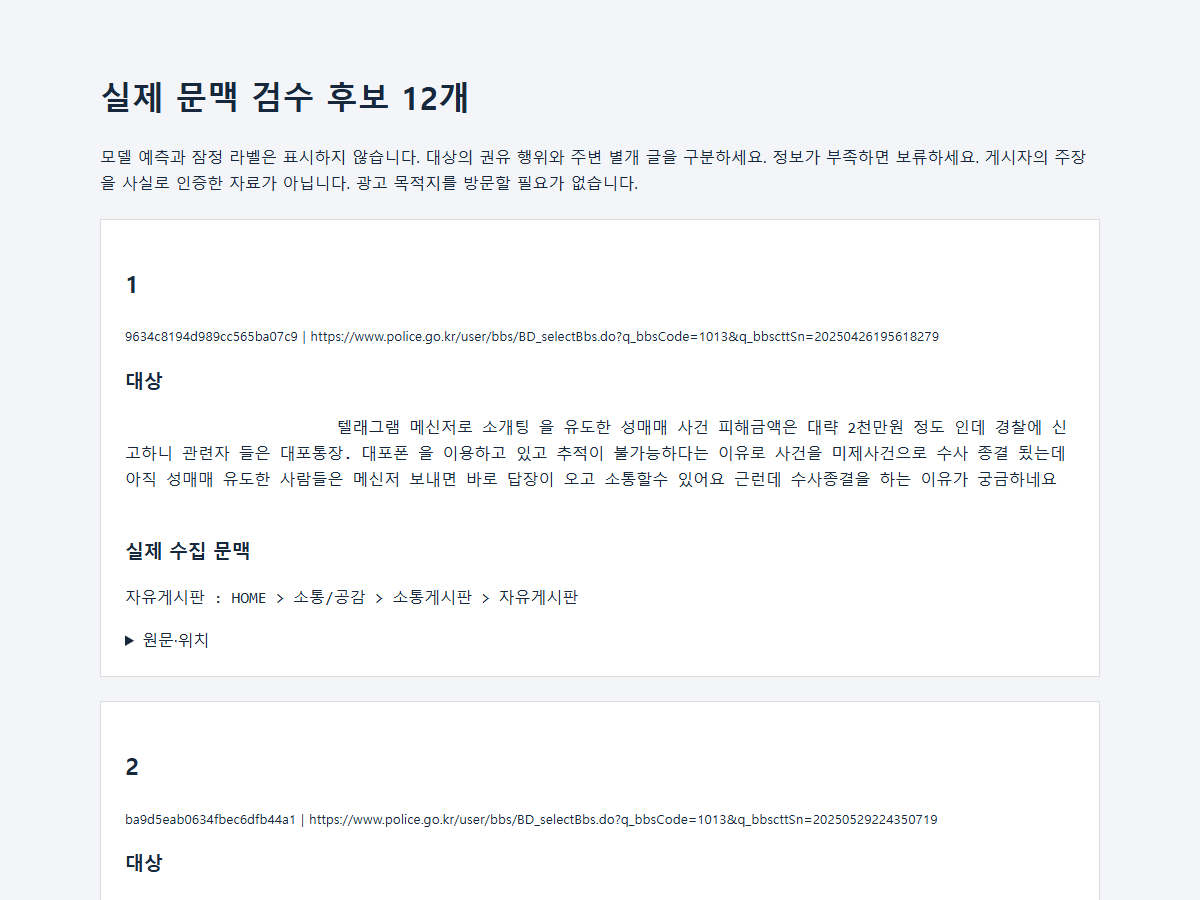 실제 문맥 검수 후보 12개
모델 예측과 잠정 라벨은 표시하지 않습니다. 대상의 권유 행위와 주변 별개 글을 구분하세요. 정보가 부족하면 보류하세요. 게시자의 주장
을 사실로 인증한 자료가 아닙니다. 광고 목적지를 방문할 필요가 없습니다.
1
9634c8194d989cc565ba07c9 | https://www.police.go.kr/user/bbs/BD_selectBbs.do?q_bbsCode=1013&q_bbscttSn=20250426195618279
대상
텔래그램 메신저로 소개팅 을 유도한 성매매 사건 피해금액은 대략 2천만원 정도 인데 경찰에 신
고하니 관련자 들은 대포통장. 대포폰 을 이용하고 있고 추적이 불가능하다는 이유로 사건을 미제사건으로 수사 종결 됬는데
아직 성매매 유도한 사람들은 메신저 보내면 바로 답장이 오고 소통할수 있어요 근런데 수사종결을 하는 이유가 궁금하네요
실제 수집 문맥
자유게시판 : HOME > 소통/공감 > 소통게시판 > 자유게시판
▶ 원문·위치
2
ba9d5eab0634fbec6dfb44a1 | https://www.police.go.kr/user/bbs/BD_selectBbs.do?q_bbsCode=1013&q_bbscttSn=20250529224350719
대상